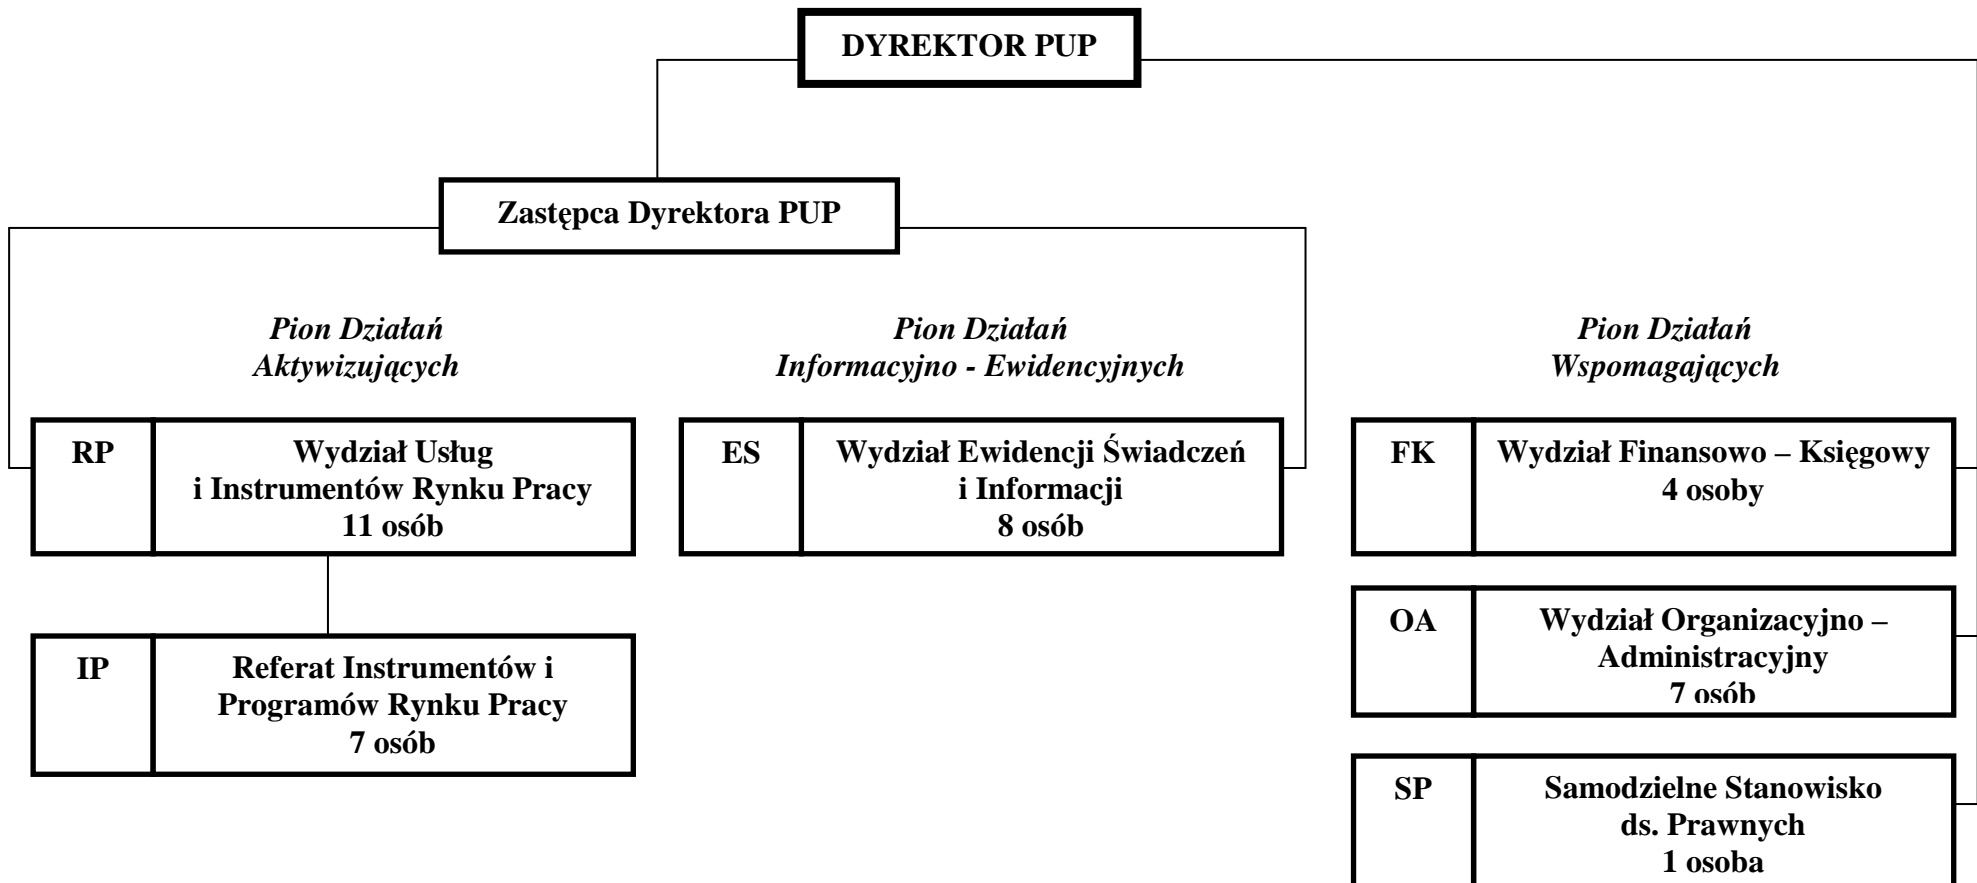 DYREKTOR PUP
Zastępca Dyrektora PUP
Pion Działań
Aktywizujących
Pion Działań
Informacyjno - Ewidencyjnych
Pion Działań
Wspomagających
RP
Wydział Usług
i Instrumentów Rynku Pracy
11 osób
ES
Wydział Ewidencji Świadczeń
i Informacji
8 osób
FK
Wydział Finansowo – Księgowy
4 osoby
IP
Referat Instrumentów i
Programów Rynku Pracy
7 osób
OA
Wydział Organizacyjno –
Administracyjny
7 osób
SP
Samodzielne Stanowisko
ds. Prawnych
1 osoba